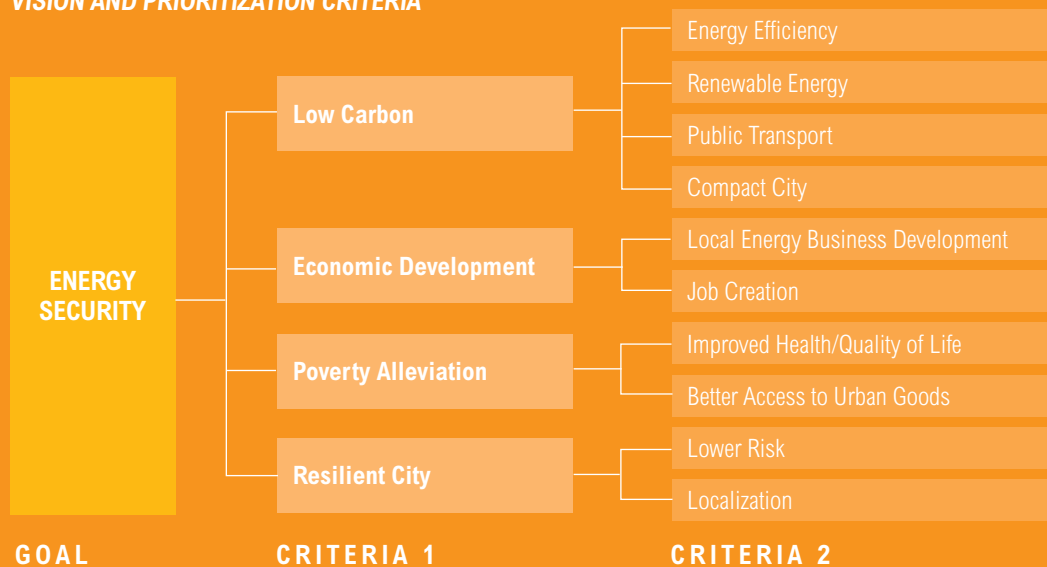 VISION AND PRIORITIZATION CRITERIA
ENERGY
SECURITY
Low Carbon
Economic Development
Poverty Alleviation
Resilient City
Energy Efficiency
Renewable Energy
Public Transport
Compact City
Local Energy Business Development
Job Creation
Improved Health/Quality of Life
Better Access to Urban Goods
Lower Risk
Localization
GOAL
CRITERIA 1
CRITERIA 2